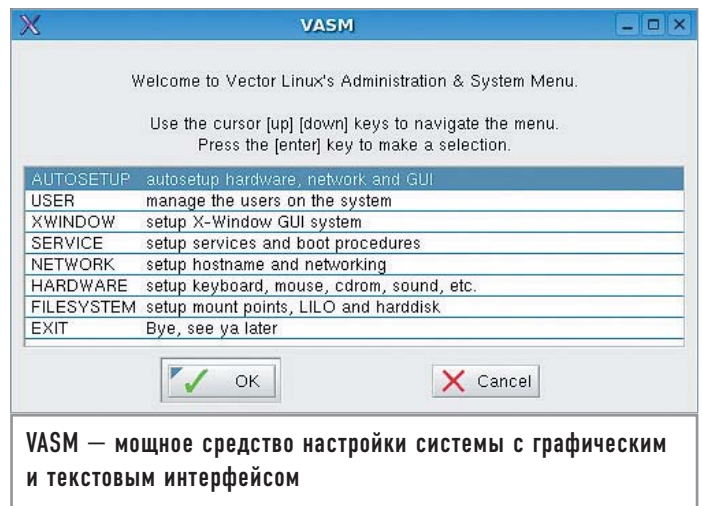 VASM
Welcome to Vector Linux's Administration & System Menu.
Use the cursor [up] [down] keys to navigate the menu.
Press the [enter] key to make a selection.
AUTOSETUP autosetup hardware, network and GUI
USER manage the users on the system
XWINDOW setup X-Window GUI system
SERVICE setup services and boot procedures
NETWORK setup hostname and networking
HARDWARE setup keyboard, mouse, cdrom, sound, etc.
FILESYSTEM setup mount points, LILO and harddisk
EXIT Bye, see ya later
OK Cancel
VASM — мощное средство настройки системы с графическим
и текстовым интерфейсом